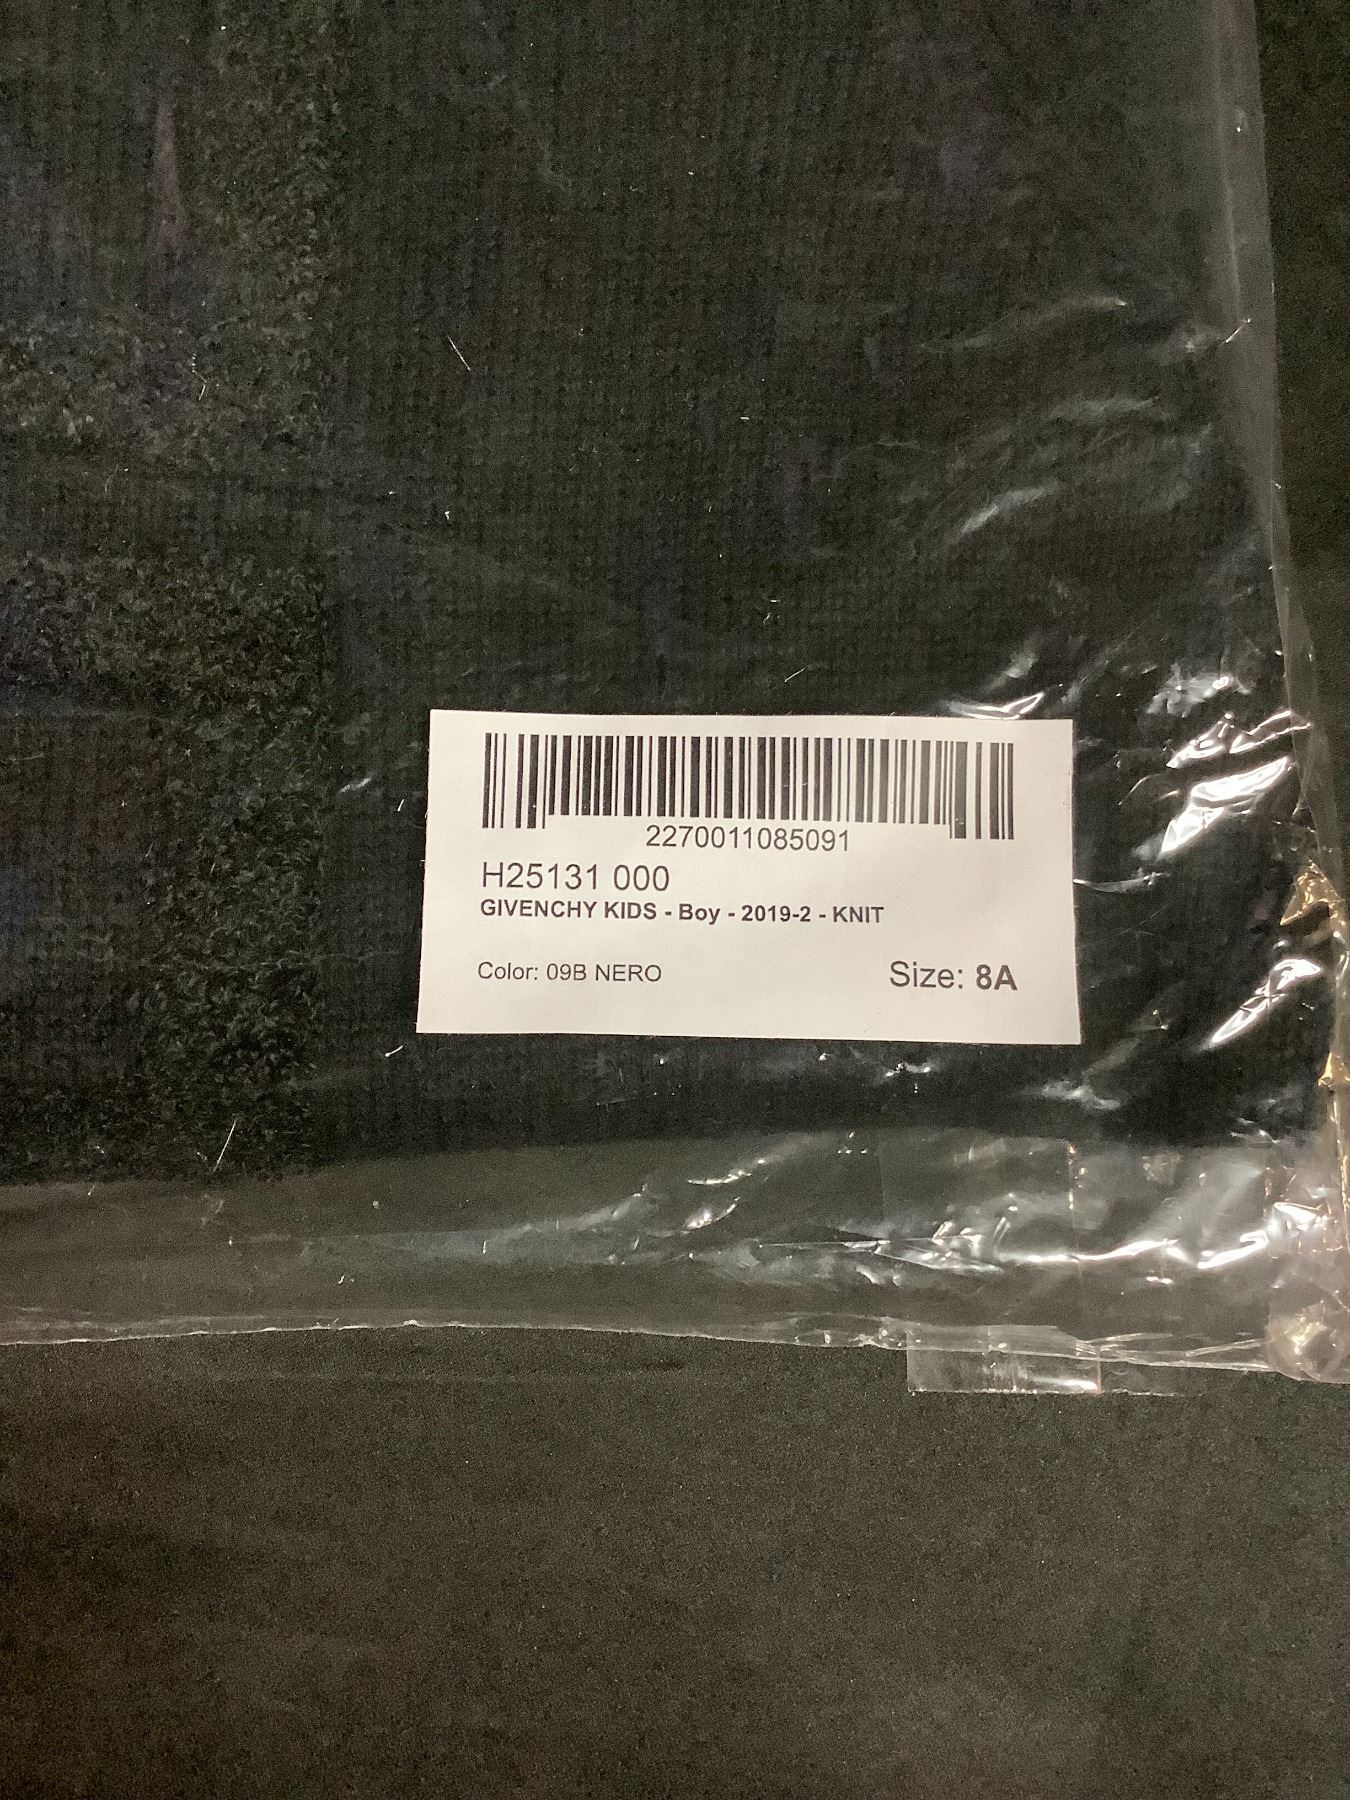 2270011085091
H25131 000
GIVENCHY KIDS - Boy - 2019-2 - KNIT
Color: 09B NERO Size: 8A